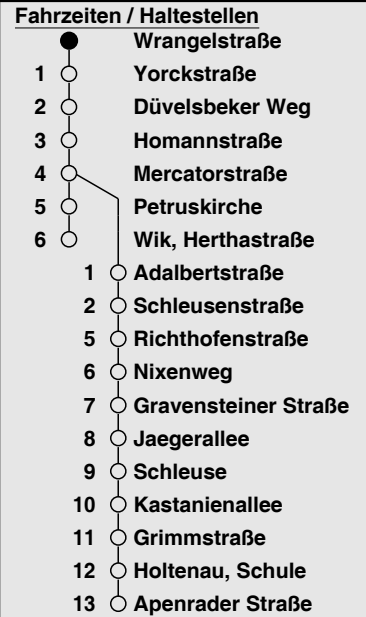 Fahrzeiten / Haltestellen
Wrangelstraße
1 Yorckstraße
2 Düvelsbeker Weg
3 Homannstraße
4 Mercatorstraße
5 Petruskirche
6 Wik, Herthastraße
1 Adalbertstraße
2 Schleusenstraße
5 Richthofenstraße
6 Nixenweg
7 Gravensteiner Straße
8 Jaegerallee
9 Schleuse
10 Kastanienallee
11 Grimmstraße
12 Holtenau, Schule
13 Apenrader Straße